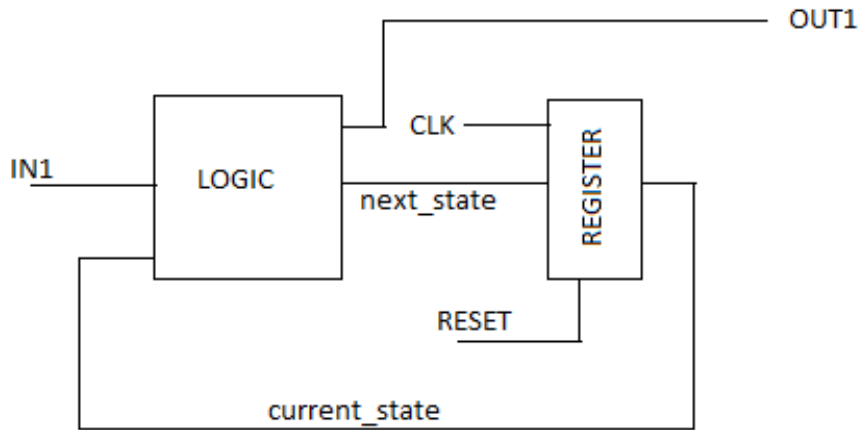 OUT1
CLK
REGISTER
IN1
LOGIC
next_state
RESET
current_state